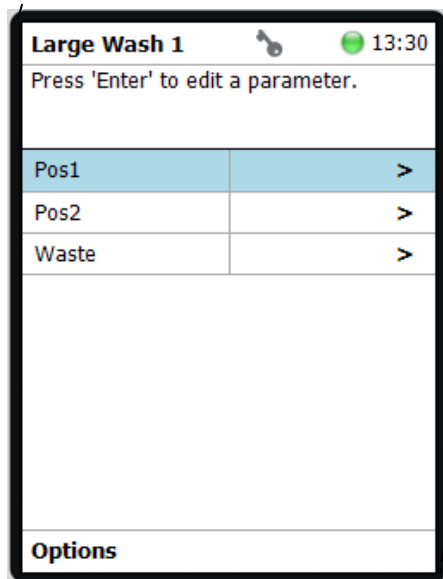 Large Wash 1 13:30
Press 'Enter' to edit a parameter.
Pos1 >
Pos2 >
Waste >
Options